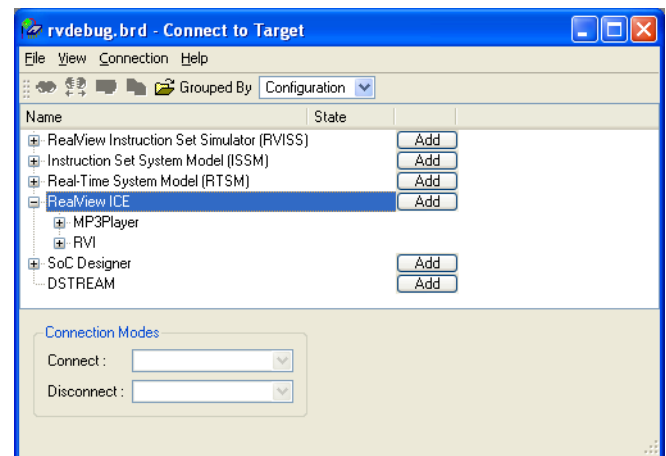 rvdebug.brd - Connect to Target
File View Connection Help
Grouped By Configuration
Name State
RealView Instruction Set Simulator (RVISS) Add
Instruction Set System Model (ISSM) Add
Real-Time System Model (RTSM) Add
RealView ICE Add
MP3Player
RVI
SoC Designer Add
DSTREAM Add
Connection Modes
Connect :
Disconnect :